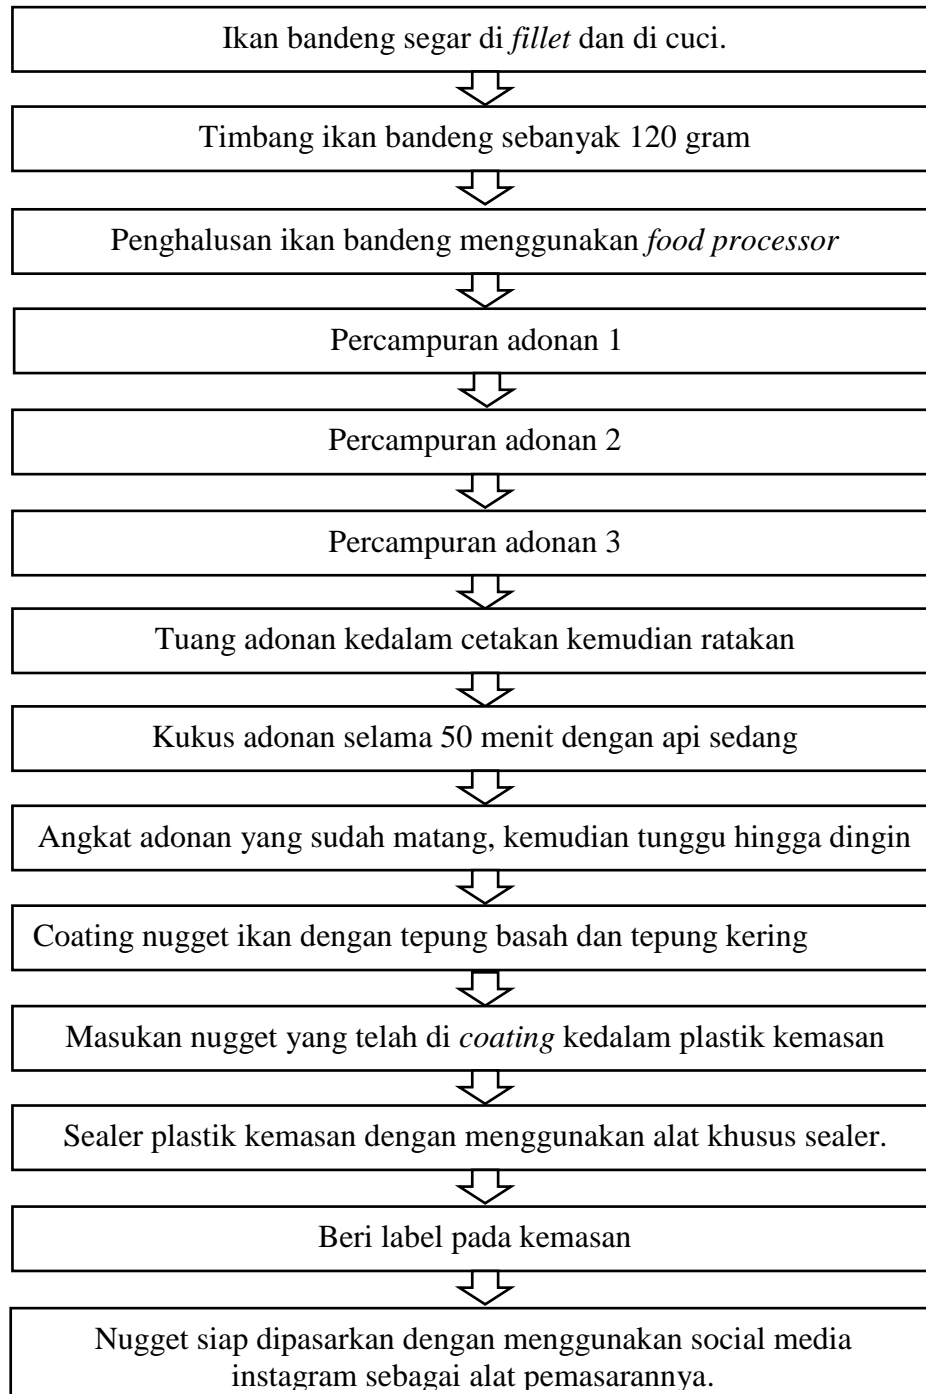 Ikan bandeng segar di fillet dan di cuci.
Timbang ikan bandeng sebanyak 120 gram
Penghalusan ikan bandeng menggunakan food processor
Percampuran adonan 1
Percampuran adonan 2
Percampuran adonan 3
Tuang adonan kedalam cetakan kemudian ratakan
Kukus adonan selama 50 menit dengan api sedang
Angkat adonan yang sudah matang, kemudian tunggu hingga dingin
Coating nugget ikan dengan tepung basah dan tepung kering
Masukan nugget yang telah di coating kedalam plastik kemasan
Sealer plastik kemasan dengan menggunakan alat khusus sealer.
Beri label pada kemasan
Nugget siap dipasarkan dengan menggunakan social media
instagram sebagai alat pemasarannya.